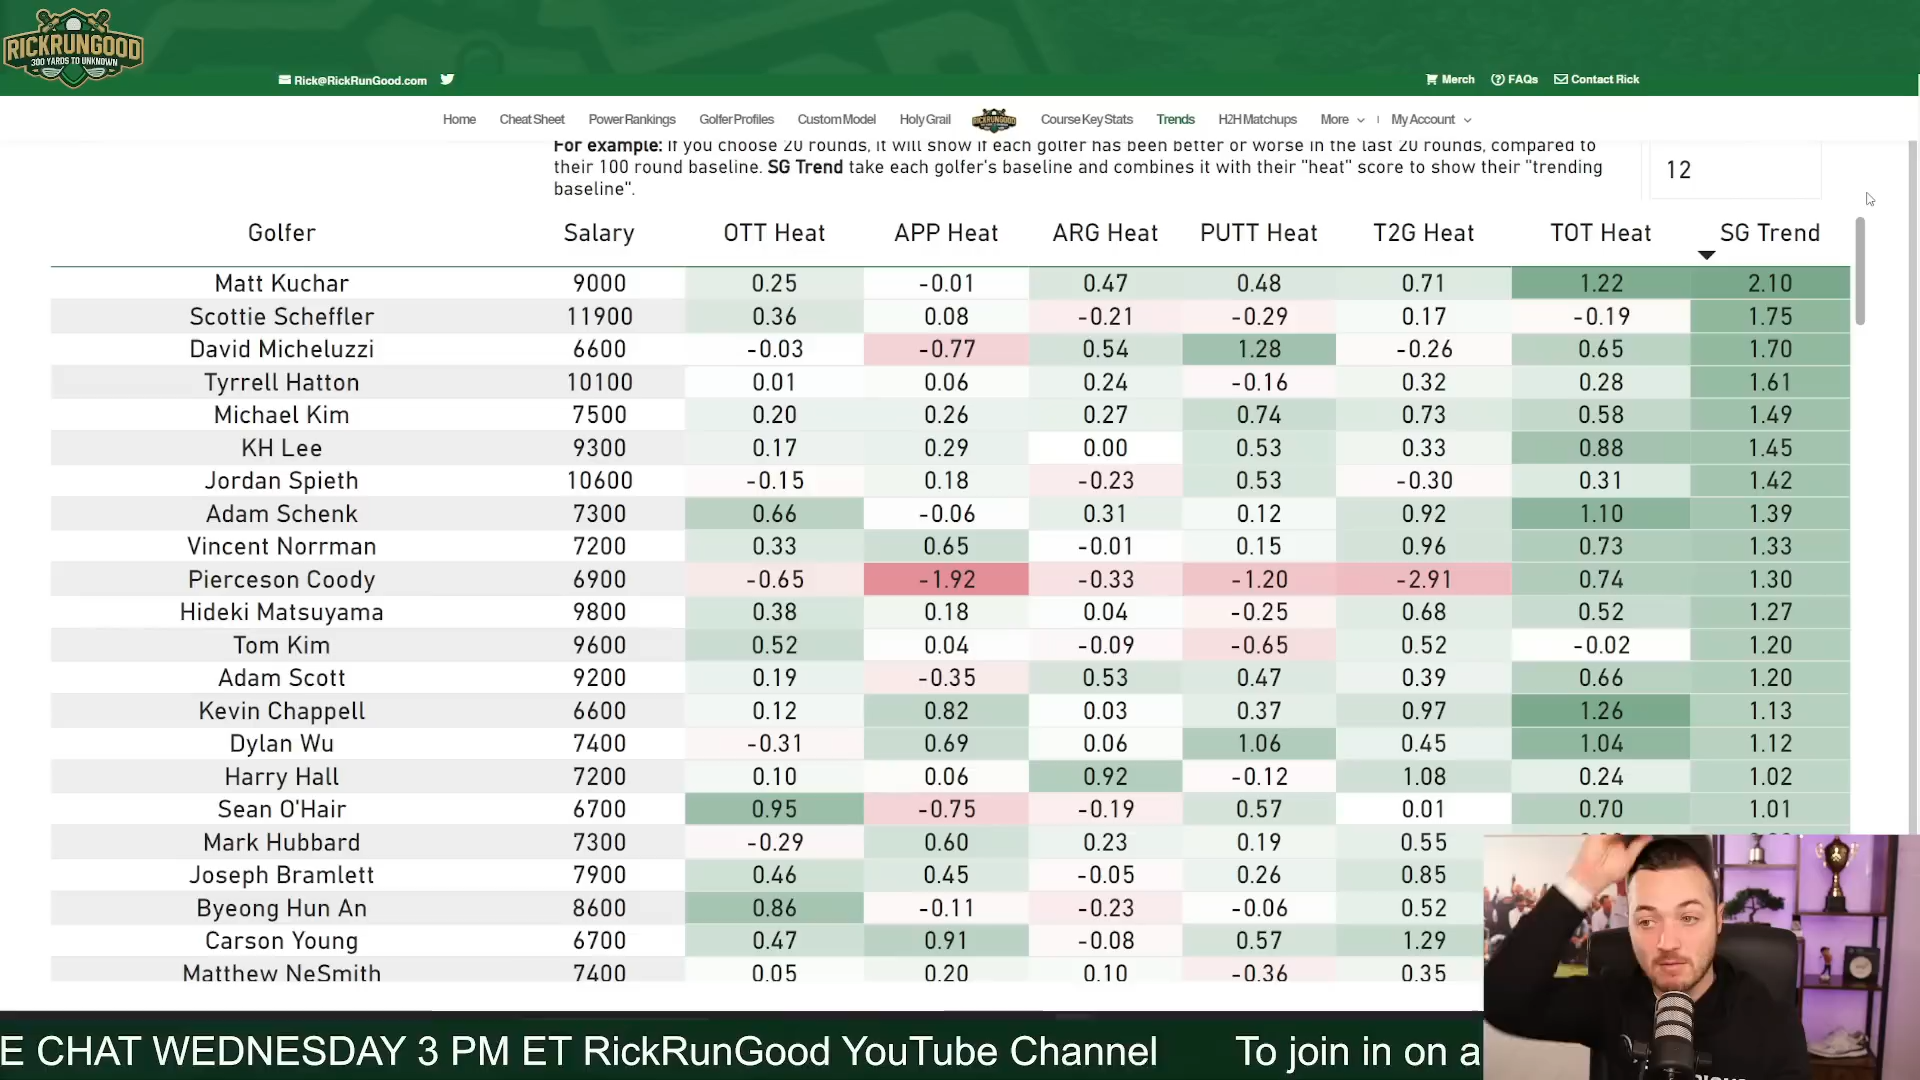 RICKRUNGOOD
300 YARDS TO UNKNOWN
Rick@RickRunGood.com
Merch FAQs Contact Rick
Home Cheat Sheet Power Rankings Golfer Profiles Custom Model Holy Grail RICKRUNGOOD Course Key Stats Trends H2H Matchups More My Account
For example: If you choose 20 rounds, it will show if each golfer has been better or worse in the last 20 rounds, compared to
their 100 round baseline. SG Trend take each golfer's baseline and combines it with their "heat" score to show their "trending
baseline".
12
Golfer Salary OTT Heat APP Heat ARG Heat PUTT Heat T2G Heat TOT Heat SG Trend
Matt Kuchar 9000 0.25 -0.01 0.47 0.48 0.71 1.22 2.10
Scottie Scheffler 11900 0.36 0.08 -0.21 -0.29 0.17 -0.19 1.75
David Micheluzzi 6600 -0.03 -0.77 0.54 1.28 -0.26 0.65 1.70
Tyrrell Hatton 10100 0.01 0.06 0.24 -0.16 0.32 0.28 1.61
Michael Kim 7500 0.20 0.26 0.27 0.74 0.73 0.58 1.49
KH Lee 9300 0.17 0.29 0.00 0.53 0.33 0.88 1.45
Jordan Spieth 10600 -0.15 0.18 -0.23 0.53 -0.30 0.31 1.42
Adam Schenk 7300 0.66 -0.06 0.31 0.12 0.92 1.10 1.39
Vincent Norrman 7200 0.33 0.65 -0.01 0.15 0.96 0.73 1.33
Pierceson Coody 6900 -0.65 -1.92 -0.33 -1.20 -2.91 0.74 1.30
Hideki Matsuyama 9800 0.38 0.18 0.04 -0.25 0.68 0.52 1.27
Tom Kim 9600 0.52 0.04 -0.09 -0.65 0.52 -0.02 1.20
Adam Scott 9200 0.19 -0.35 0.53 0.47 0.39 0.66 1.20
Kevin Chappell 6600 0.12 0.82 0.03 0.37 0.97 1.26 1.13
Dylan Wu 7400 -0.31 0.69 0.06 1.06 0.45 1.04 1.12
Harry Hall 7200 0.10 0.06 0.92 -0.12 1.08 0.24 1.02
Sean O'Hair 6700 0.95 -0.75 -0.19 0.57 0.01 0.70 1.01
Mark Hubbard 7300 -0.29 0.60 0.23 0.19 0.55
Joseph Bramlett 7900 0.46 0.45 -0.05 0.26 0.85
Byeong Hun An 8600 0.86 -0.11 -0.23 -0.06 0.52
Carson Young 6700 0.47 0.91 -0.08 0.57 1.29
Matthew NeSmith 7400 0.05 0.20 0.10 -0.36 0.35
E CHAT WEDNESDAY 3 PM ET RickRunGood YouTube Channel To join in on a